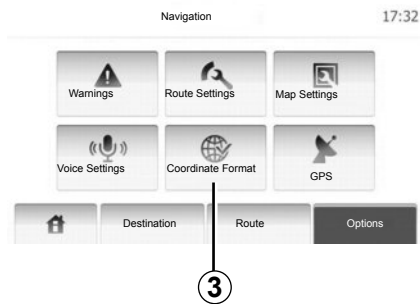 Navigation 17:32
Warnings Route Settings Map Settings
Voice Settings Coordinate Format GPS
Destination Route Options
3